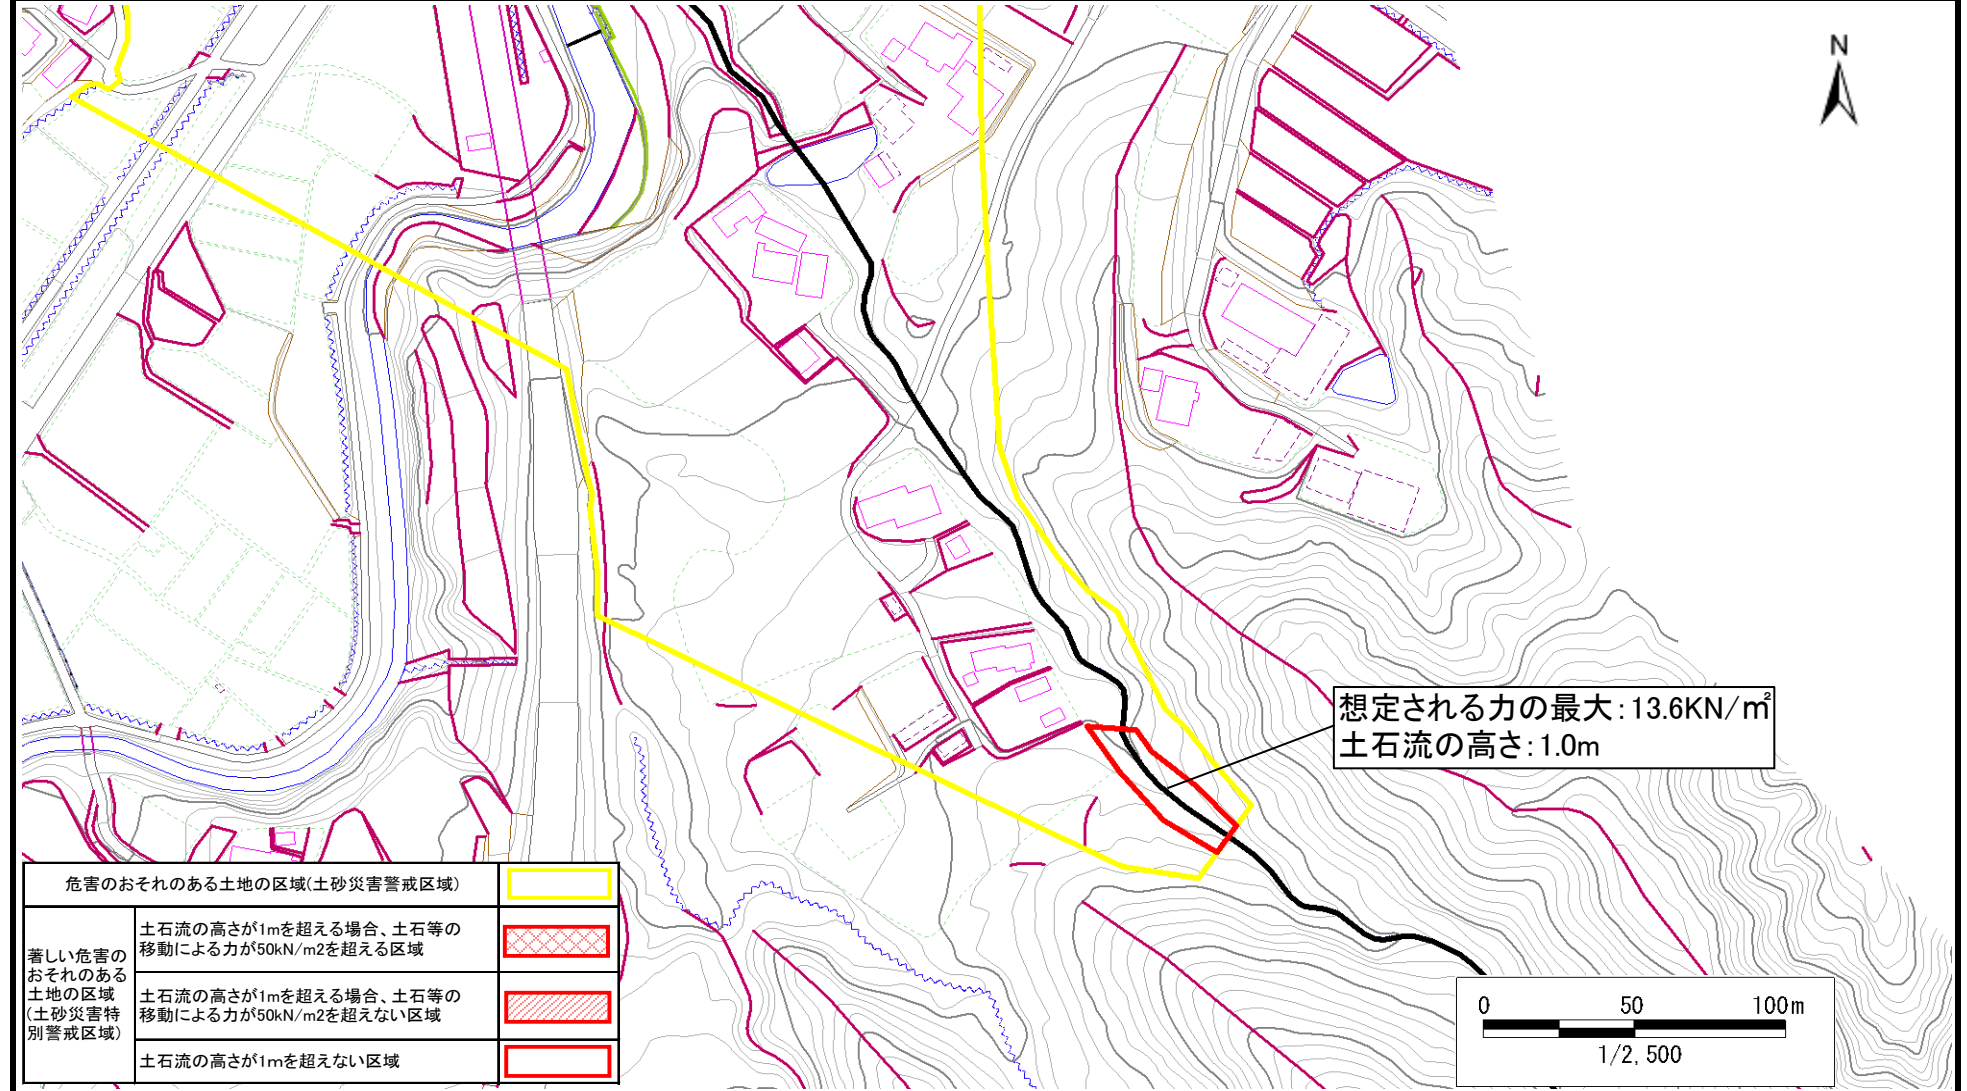 N
想定される力の最大：13.6KN/㎡
土石流の高さ：1.0m
危害のおそれのある土地の区域（土砂災害警戒区域）
著しい危害の
おそれのある
土地の区域
（土砂災害特
別警戒区域）
土石流の高さが1mを超える場合、土石等の
移動による力が50kN/m2を超える区域
土石流の高さが1mを超える場合、土石等の
移動による力が50kN/m2を超えない区域
土石流の高さが1mを超えない区域
0 50 100m
1/2,500